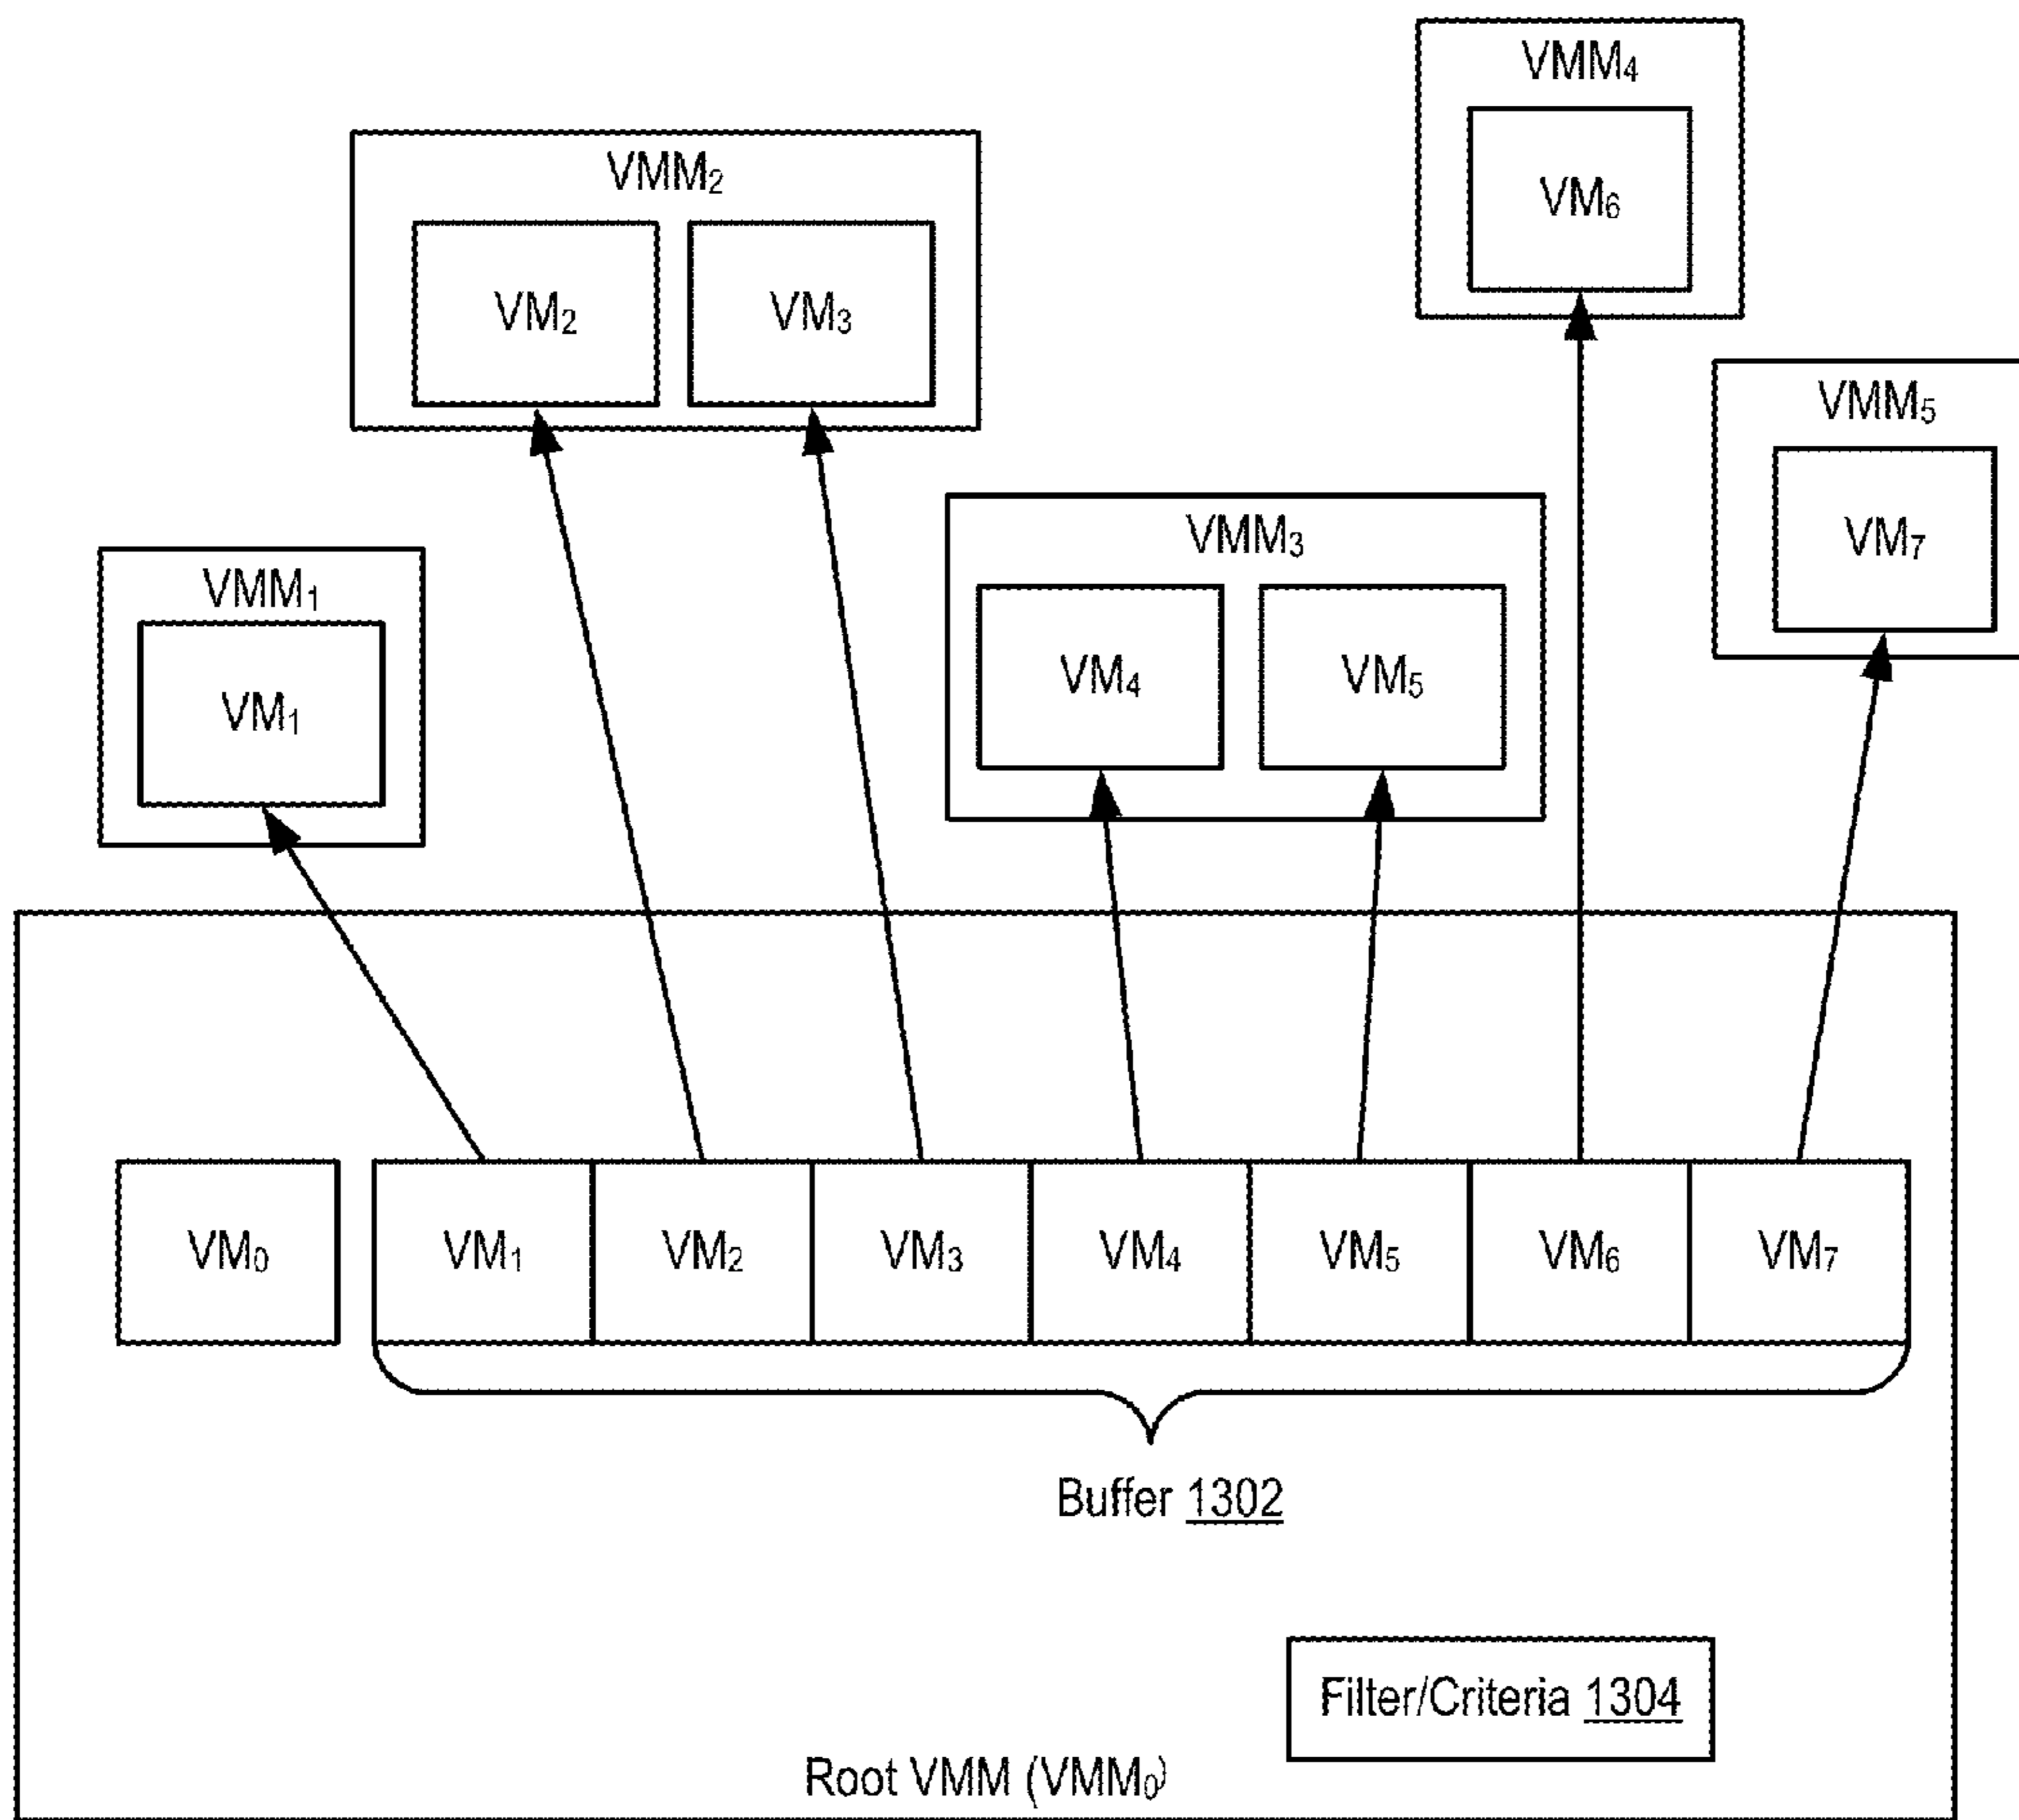 VMM₄
VM₆
VMM₂
VM₂ VM₃
VMM₅
VM₇
VMM₃
VM₄ VM₅
VMM₁
VM₁
VM₀ VM₁ VM₂ VM₃ VM₄ VM₅ VM₆ VM₇
Buffer 1302
Filter/Criteria 1304
Root VMM (VMM₀)